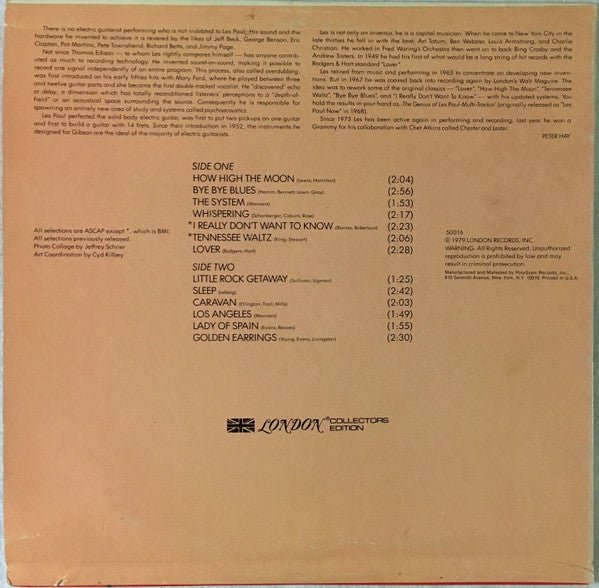 There is no electric guitarist performing who is not indebted to Les Paul. His sound and the
hardware he invented to achieve it is revered by the likes of Jeff Beck, George Benson, Eric
Clapton, Pat Martino, Pete Townshend, Richard Betts, and Jimmy Page.
Not since Thomas Edison — to whom Les rightly compares himself — has anyone contrib-
uted as much to recording technology. He invented sound-on-sound, making it possible to
record one signal independently of an entire program. This process, also called overdubbing,
was first introduced on his early fifties hits with Mary Ford, where he played between three
and twelve guitar parts and she became the first double-tracked vocalist. He "discovered" echo
or delay, a dimension which has totally reconditioned listeners' perceptions to a "depth-of-
field" or an acoustical space surrounding the source. Consequently he is responsible for
spawning an entirely new area of study and systems called psychoacoustics.
Les Paul perfected the solid body electric guitar, was first to put two pickups on one guitar
and first to build a guitar with 14 frets. Since their introduction in 1952, the instruments he
designed for Gibson are the ideal of the majority of electric guitarists.
Les is not only an inventor, he is a capital musician. When he came to New York City in the
late thirties he fell in with the best: Art Tatum, Ben Webster, Louis Armstrong, and Charlie
Christian. He worked in Fred Waring's Orchestra then went on to back Bing Crosby and the
Andrew Sisters. In 1949 he had his first of what would be a long string of hit records with the
Rodgers & Hart standard "Lover".
Les retired from music and performing in 1965 to concentrate on developing new inven-
tions. But in 1967 he was coaxed back into recording again by London's Walt Maguire. The
idea was to rework some of the original classics — "Lover", "How High The Moon", "Tennessee
Waltz", "Bye Bye Blues", and "I Really Don't Want To Know", — with his updated system. You
hold the results in your hand as, The Genius of Les Paul-Multi-Trackin' (originally released as "Les
Paul Now" in 1968).
Since 1975 Les has been active again in performing and recording; last year he won a
Grammy for his collaboration with Chet Atkins called Chester and Lester.
PETER HAY
SIDE ONE
HOW HIGH THE MOON (Lewis, Hamilton) (2:04)
BYE BYE BLUES (Hamm, Bennett, Lown, Gray) (2:56)
THE SYSTEM (Manners) (1:53)
WHISPERING (Schonberger, Coburn, Rose) (2:17)
*I REALLY DON'T WANT TO KNOW (Barnes, Robertson) (2:23)
*TENNESSEE WALTZ (King, Stewart) (2:06)
LOVER (Rodgers, Hart) (2:28)
SIDE TWO
LITTLE ROCK GETAWAY (Sullivan, Sigman) (1:25)
SLEEP (Lebieg) (2:42)
CARAVAN (Ellington, Tizol, Mills) (2:03)
LOS ANGELES (Manners) (1:49)
LADY OF SPAIN (Evans, Reaves) (1:55)
GOLDEN EARRINGS (Young, Evans, Livingston) (2:30)
All selections are ASCAP except *, which is BMI.
All selections previously released.
Photo Collage by Jeffrey Schrier
Art Coordination by Cyd Kilbey
50016
© 1979 LONDON RECORDS, INC.
WARNING: All Rights Reserved. Unauthorized
reproduction is prohibited by law and may
result in criminal prosecution.
Manufactured and Marketed by PolyGram Records, Inc.,
810 Seventh Avenue, New York, N.Y. 10019. Printed in U.S.A.
LONDON® COLLECTORS
EDITION